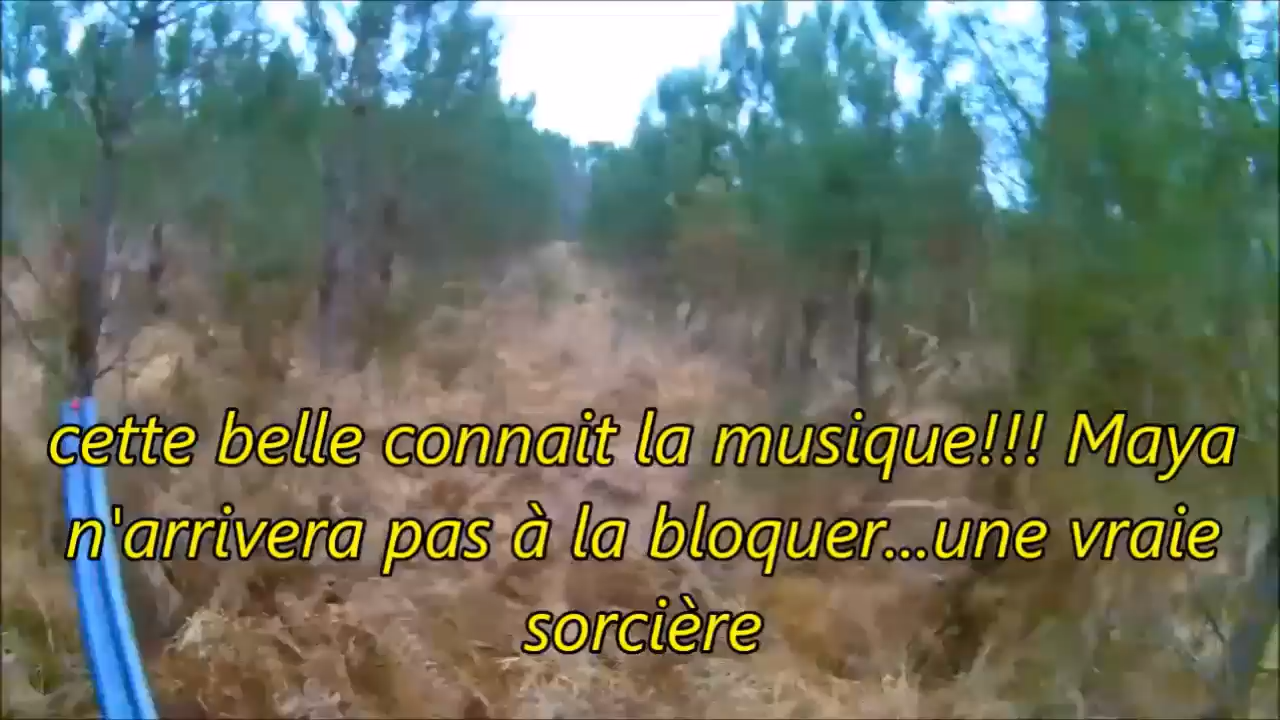 cette belle connait la musique!!! Maya
n'arrivera pas à la bloquer...une vraie
sorcière